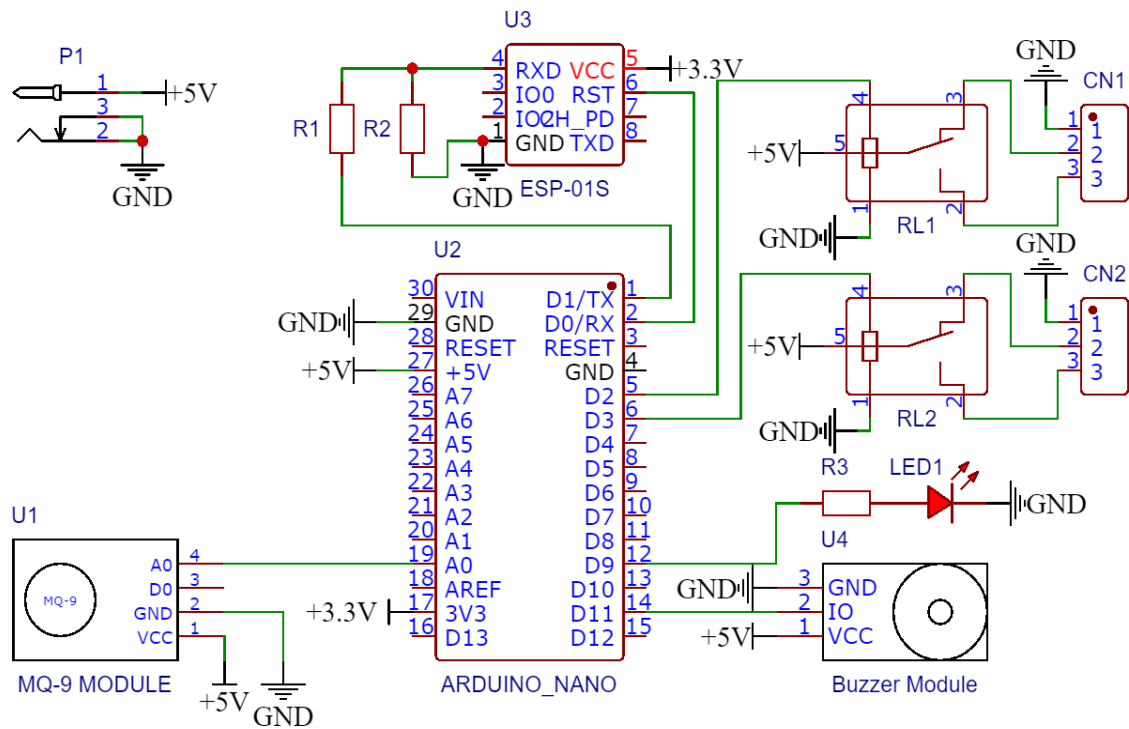 P1
1
+5V
3
2
GND
U3
4 RXD VCC 5
+3.3V
3 IO0 RST 6
2 IO2 CH_PD 7
1 GND TXD 8
ESP-01S
GND
R1
R2
U2
30 VIN D1/TX 1
GND 29 GND D0/RX 2
28 RESET RESET 3
+5V 27 +5V GND 4
26 A7 D2 5
25 A6 D3 6
24 A5 D4 7
23 A4 D5 8
22 A3 D6 9
21 A2 D7 10
20 A1 D8 11
19 A0 D9 12
18 AREF D10 13
+3.3V 17 3V3 D11 14
16 D13 D12 15
ARDUINO_NANO
U1
MQ-9
A0 4
D0 3
GND 2
VCC 1
MQ-9 MODULE
+5V
GND
4
3
+5V 5
1
2
GND
RL1
GND
CN1
1 1
2 2
3 3
4
3
+5V 5
1
2
GND
RL2
GND
CN2
1 1
2 2
3 3
R3
LED1
GND
U4
GND 3 GND
2 IO
+5V 1 VCC
Buzzer Module